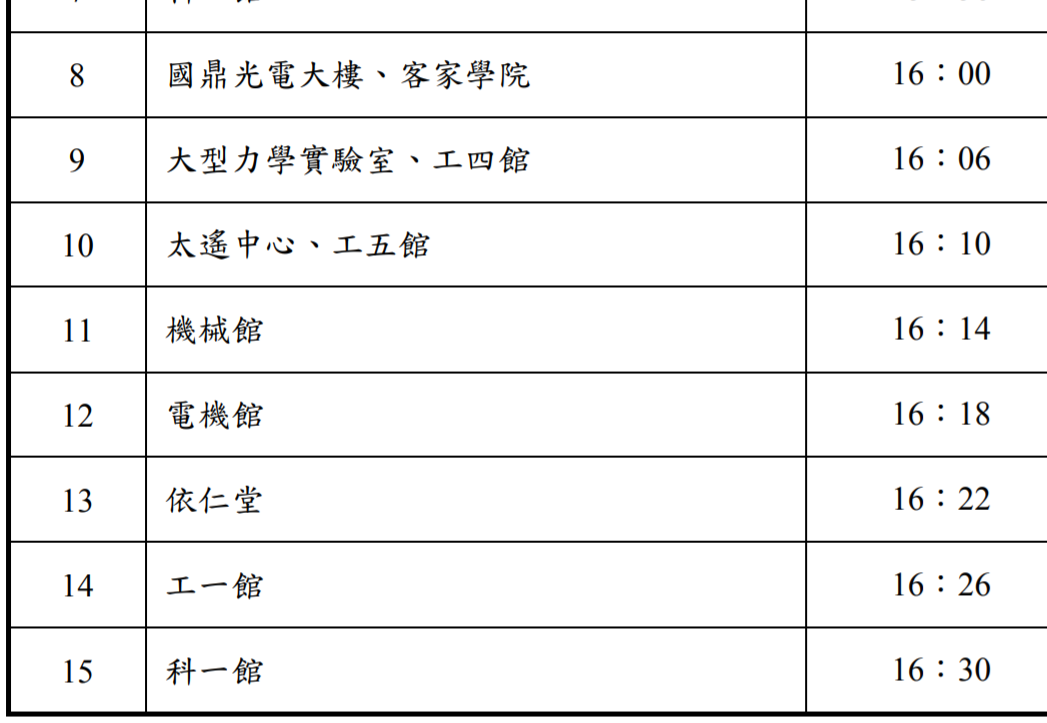 8 國鼎光電大樓、客家學院 16：00
9 大型力學實驗室、工四館 16：06
10 太遙中心、工五館 16：10
11 機械館 16：14
12 電機館 16：18
13 依仁堂 16：22
14 工一館 16：26
15 科一館 16：30